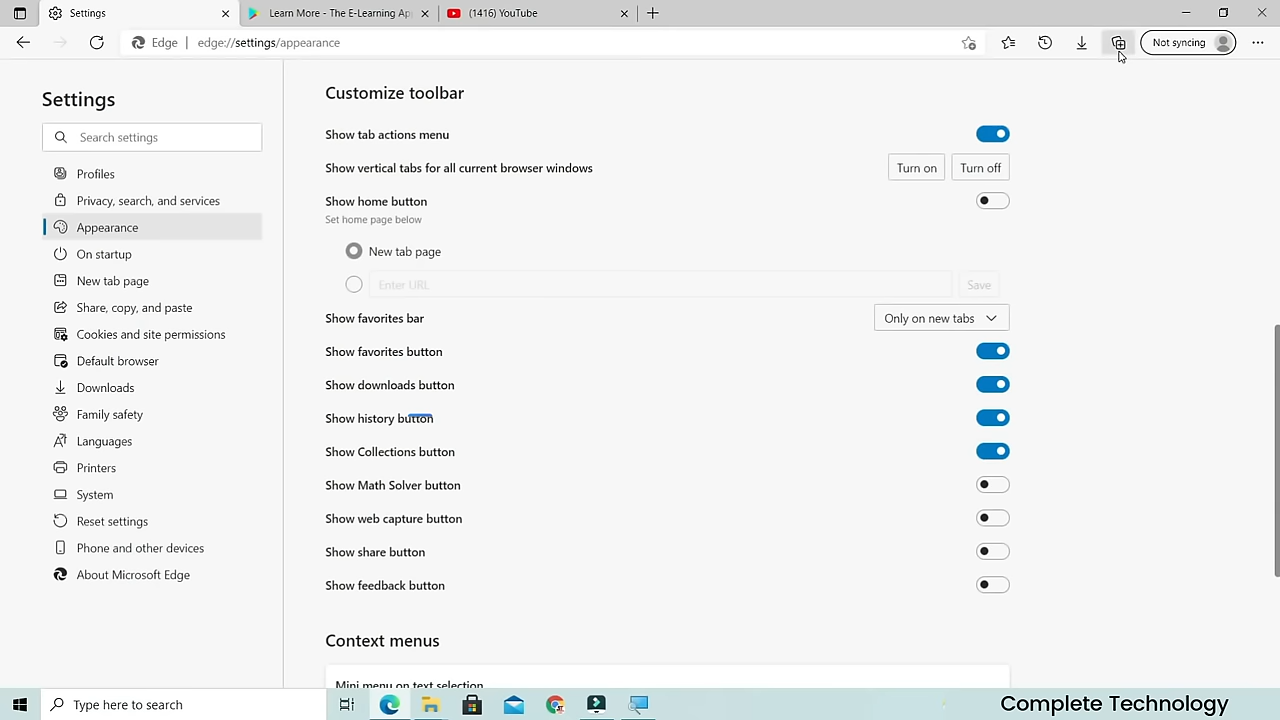 Settings
Learn More - The E-Learning Ap
(1416) YouTube
Edge
edge://settings/appearance
Not syncing
Settings
Search settings
Profiles
Privacy, search, and services
Appearance
On startup
New tab page
Share, copy, and paste
Cookies and site permissions
Default browser
Downloads
Family safety
Languages
Printers
System
Reset settings
Phone and other devices
About Microsoft Edge
Customize toolbar
Show tab actions menu
Show vertical tabs for all current browser windows
Turn on
Turn off
Show home button
Set home page below
New tab page
Enter URL
Save
Show favorites bar
Only on new tabs
Show favorites button
Show downloads button
Show history button
Show Collections button
Show Math Solver button
Show web capture button
Show share button
Show feedback button
Context menus
Mini menu on text selection
Type here to search
Complete Technology